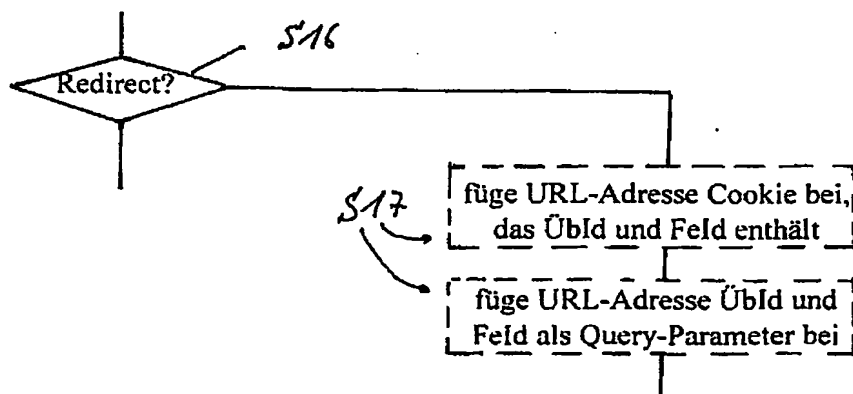 S16
Redirect?
füge URL-Adresse Cookie bei,
das ÜbId und FeId enthält
S17
füge URL-Adresse ÜbId und
FeId als Query-Parameter bei